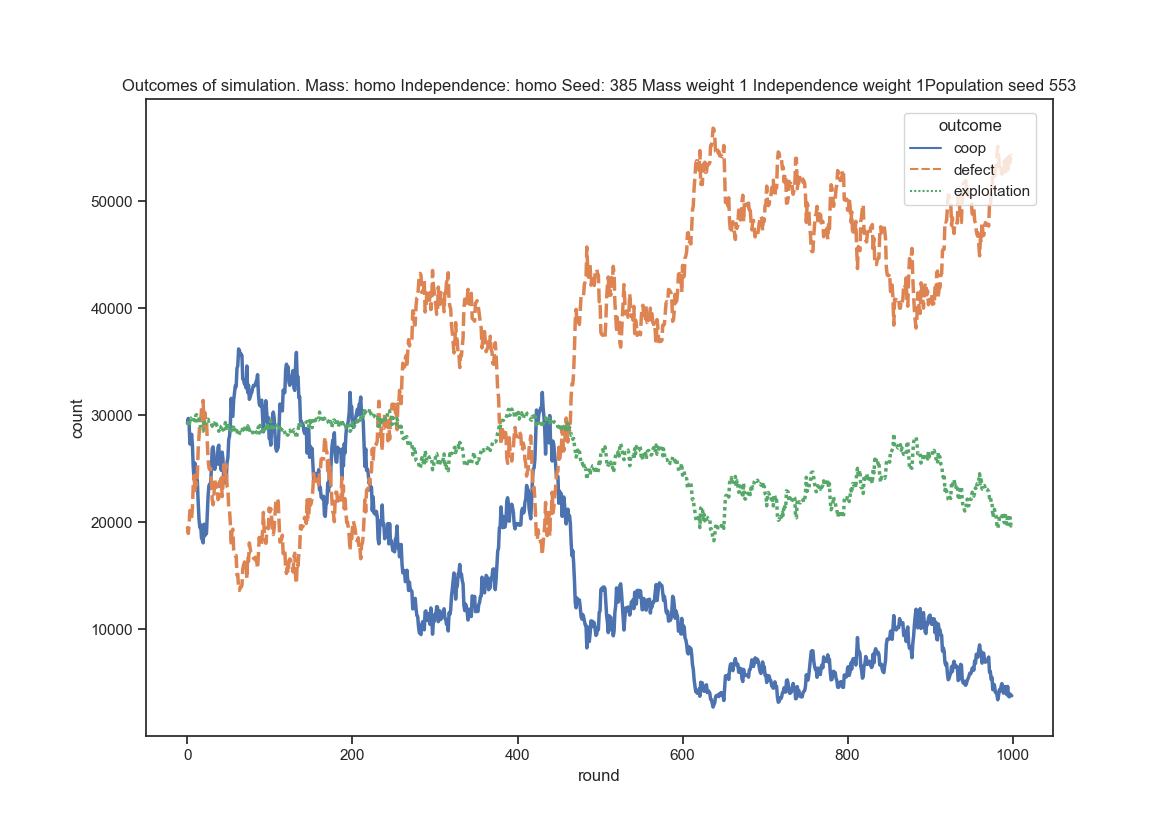 Outcomes of simulation. Mass: homo Independence: homo Seed: 385 Mass weight 1 Independence weight 1Population seed 553
outcome
coop
defect
exploitation
50000
40000
30000
20000
10000
count
0 200 400 600 800 1000
round